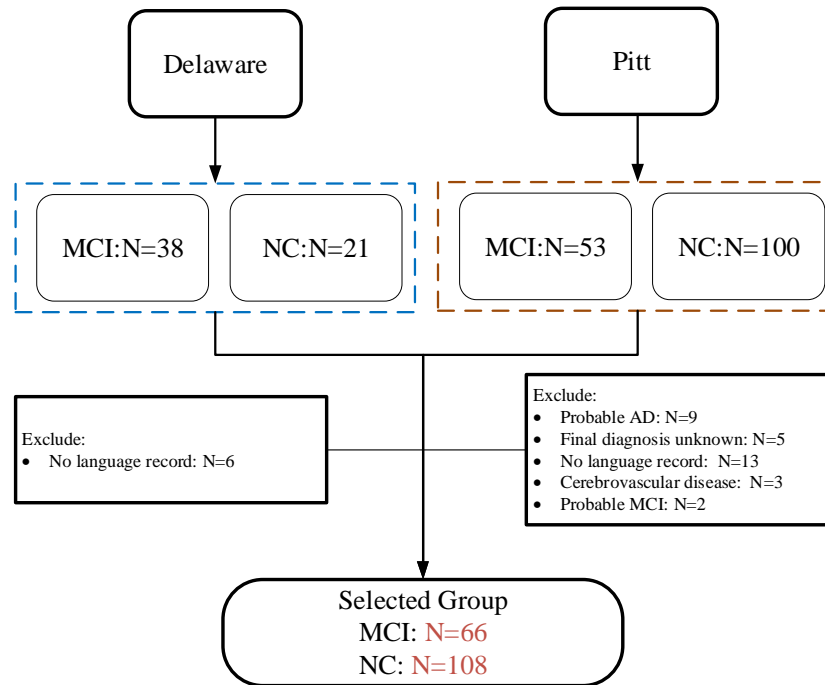 Delaware
Pitt
MCI:N=38
NC:N=21
MCI:N=53
NC:N=100
Exclude:
• No language record: N=6
Exclude:
• Probable AD: N=9
• Final diagnosis unknown: N=5
• No language record: N=13
• Cerebrovascular disease: N=3
• Probable MCI: N=2
Selected Group
MCI: N=66
NC: N=108